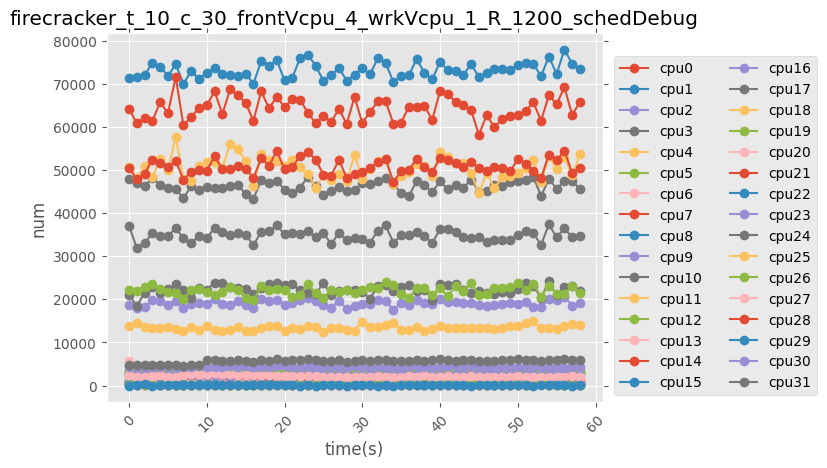 firecracker_t_10_c_30_frontVcpu_4_wrkVcpu_1_R_1200_schedDebug
80000
70000
60000
50000
40000
30000
20000
10000
0
num
0
10
20
30
40
50
60
time(s)
cpu0
cpu1
cpu2
cpu3
cpu4
cpu5
cpu6
cpu7
cpu8
cpu9
cpu10
cpu11
cpu12
cpu13
cpu14
cpu15
cpu16
cpu17
cpu18
cpu19
cpu20
cpu21
cpu22
cpu23
cpu24
cpu25
cpu26
cpu27
cpu28
cpu29
cpu30
cpu31